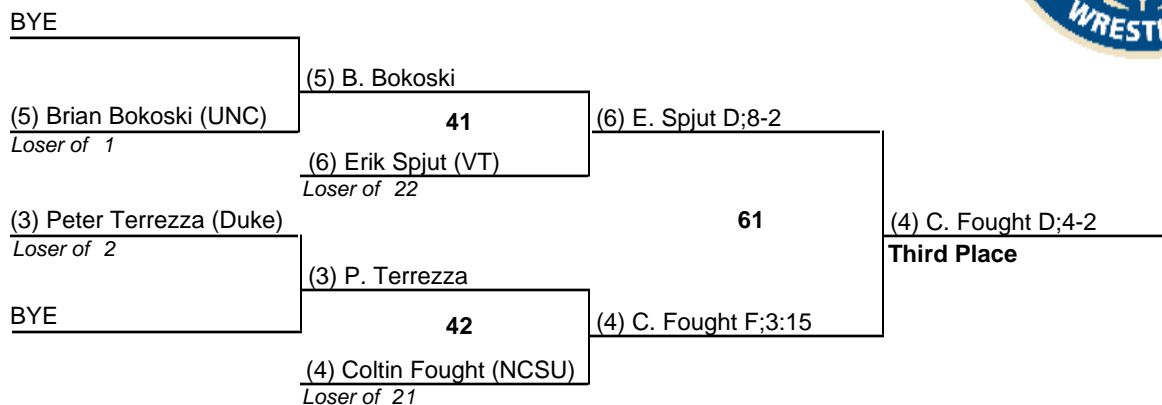 BYE
(5) B. Bokoski
(5) Brian Bokoski (UNC)
Loser of 1
41
(6) E. Spjut D;8-2
(6) Erik Spjut (VT)
Loser of 22
(3) Peter Terrezza (Duke)
Loser of 2
61
(4) C. Fought D;4-2
Third Place
(3) P. Terrezza
BYE
42
(4) C. Fought F;3:15
(4) Coltin Fought (NCSU)
Loser of 21